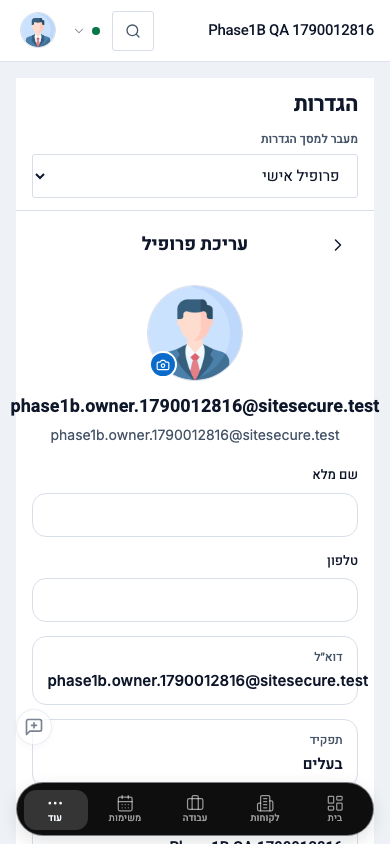 Phase1B QA 1790012816
הגדרות
מעבר למסך הגדרות
פרופיל אישי
עריכת פרופיל
phase1b.owner.1790012816@sitesecure.test
phase1b.owner.1790012816@sitesecure.test
שם מלא
טלפון
דוא"ל
phase1b.owner.1790012816@sitesecure.test
תפקיד
בעלים
בית
לקוחות
עבודה
משימות
עוד